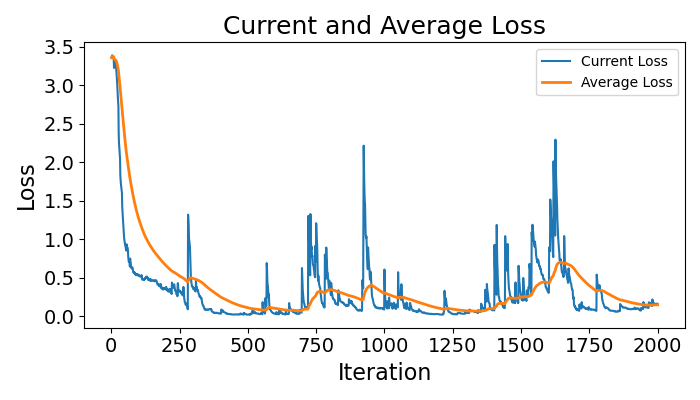 Current and Average Loss
Current Loss
Average Loss
Loss
3.5
3.0
2.5
2.0
1.5
1.0
0.5
0.0
0 250 500 750 1000 1250 1500 1750 2000
Iteration